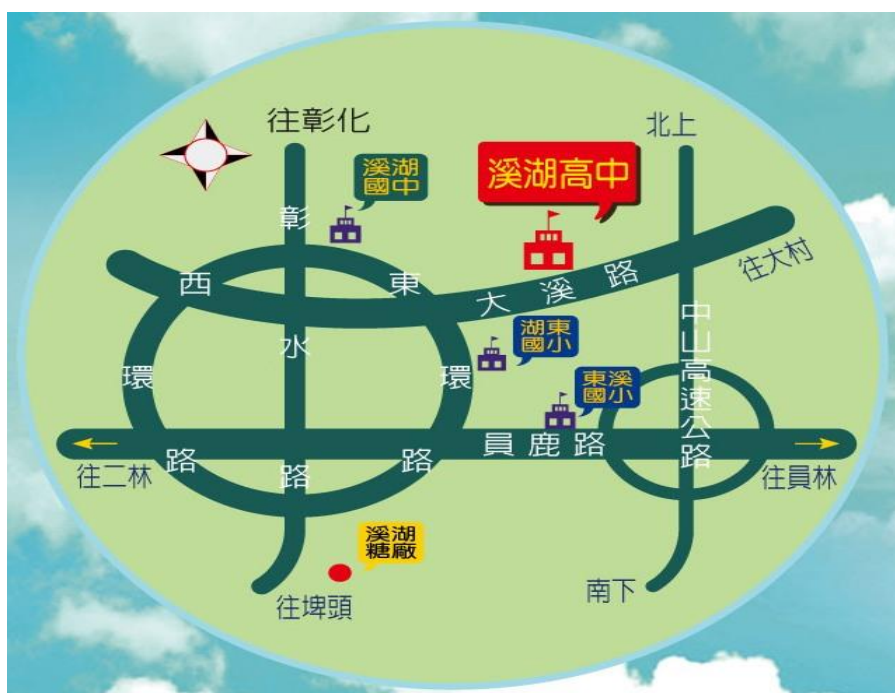 往彰化
北上
溪湖
國中
溪湖高中
彰水路
西環路
東環路
大溪路
往大村
中山高速公路
湖東
國小
東溪
國小
員鹿路
往二林
往員林
溪湖
糖廠
往埤頭
南下